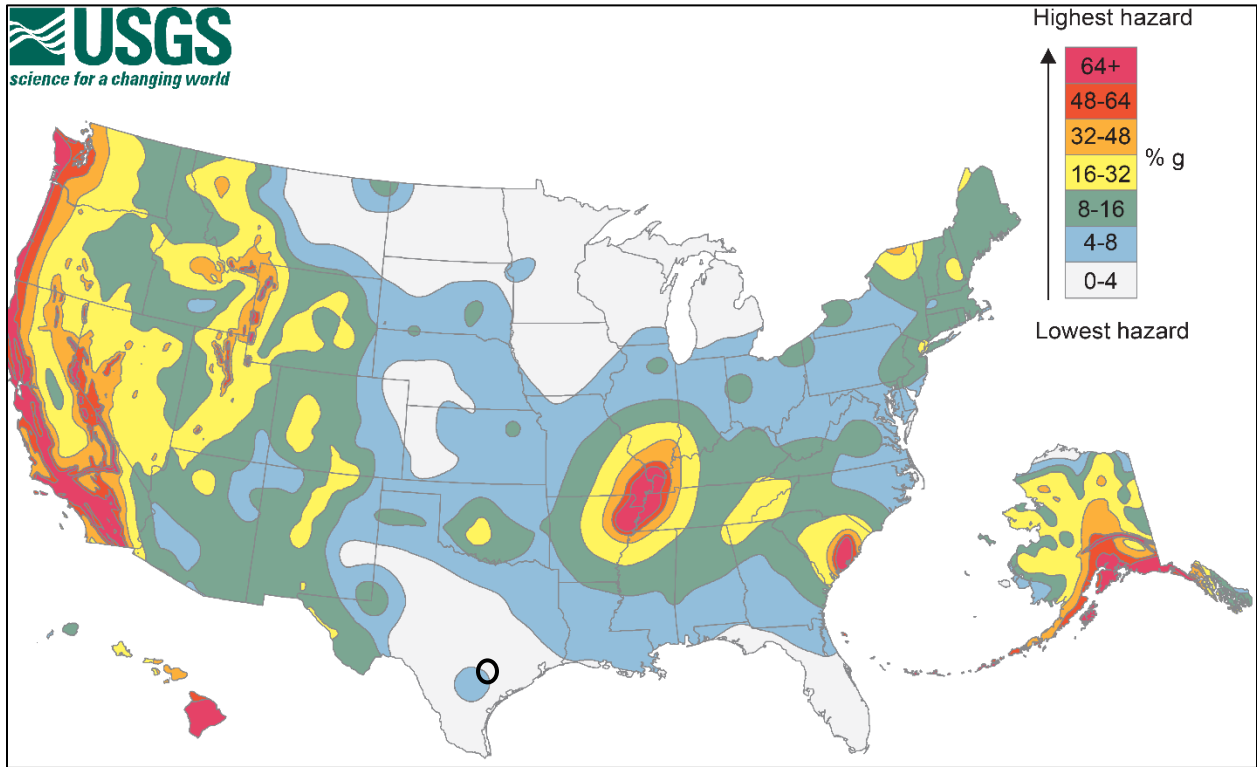 USGS
science for a changing world
Highest hazard
64+
48-64
32-48
16-32
8-16
4-8
0-4
% g
Lowest hazard